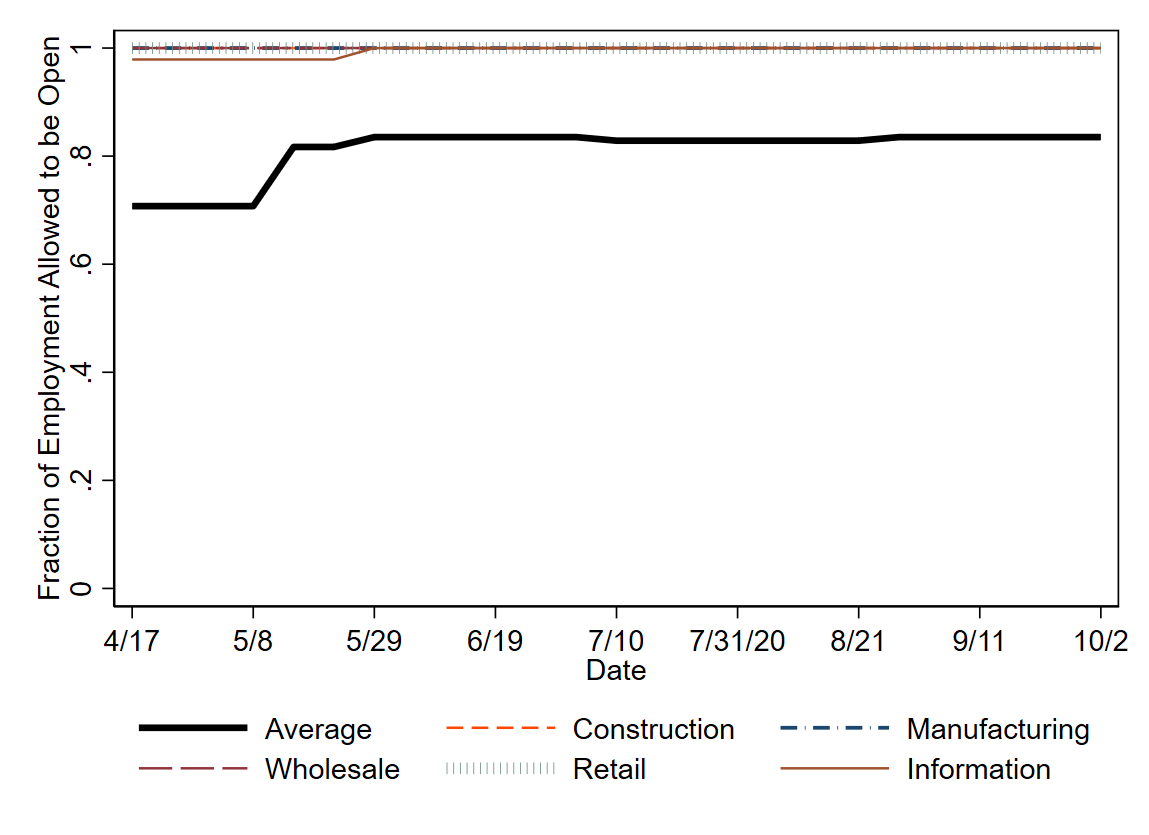 Fraction of Employment Allowed to be Open
1
.8
.6
.4
.2
0
4/17 5/8 5/29 6/19 7/10 7/31/20 8/21 9/11 10/2
Date
Average Construction Manufacturing
Wholesale Retail Information